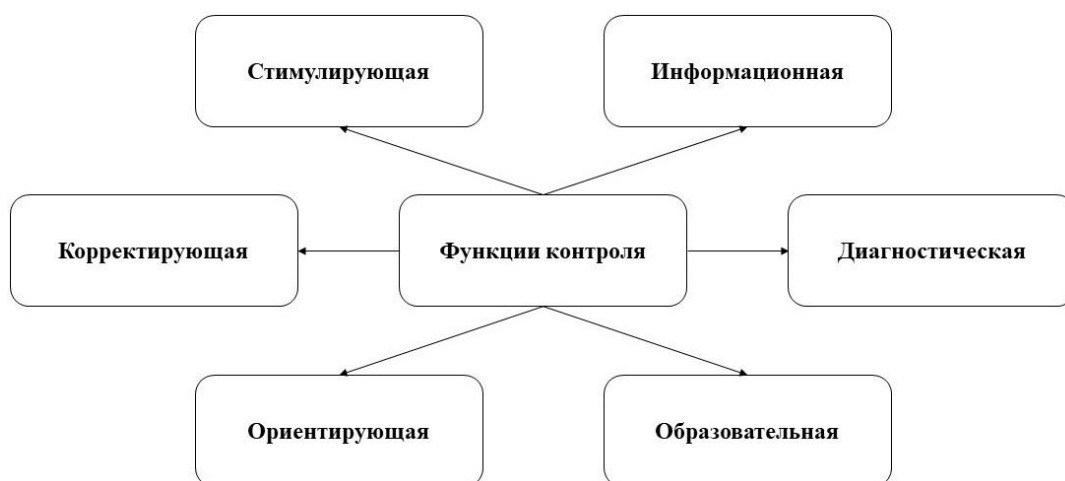 Стимулирующая
Информационная
Корректирующая
Функции контроля
Диагностическая
Ориентирующая
Образовательная